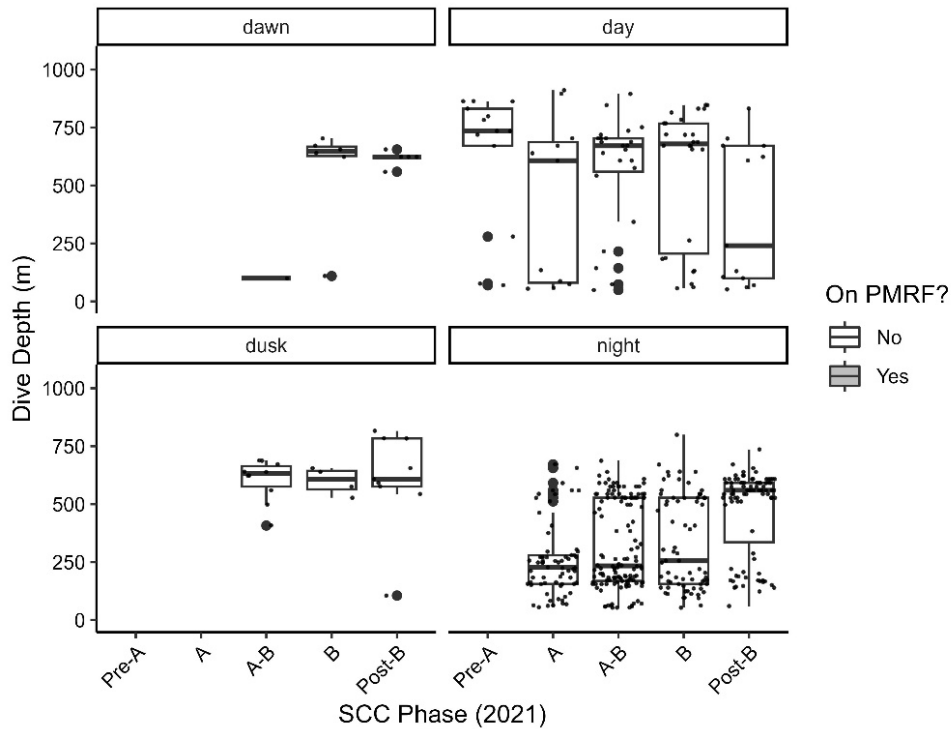 dawn
day
1000
750
500
250
0
dusk
night
1000
750
500
250
0
Dive Depth (m)
Pre-A
A
A-B
B
Post-B
Pre-A
A
A-B
B
Post-B
SCC Phase (2021)
On PMRF?
No
Yes